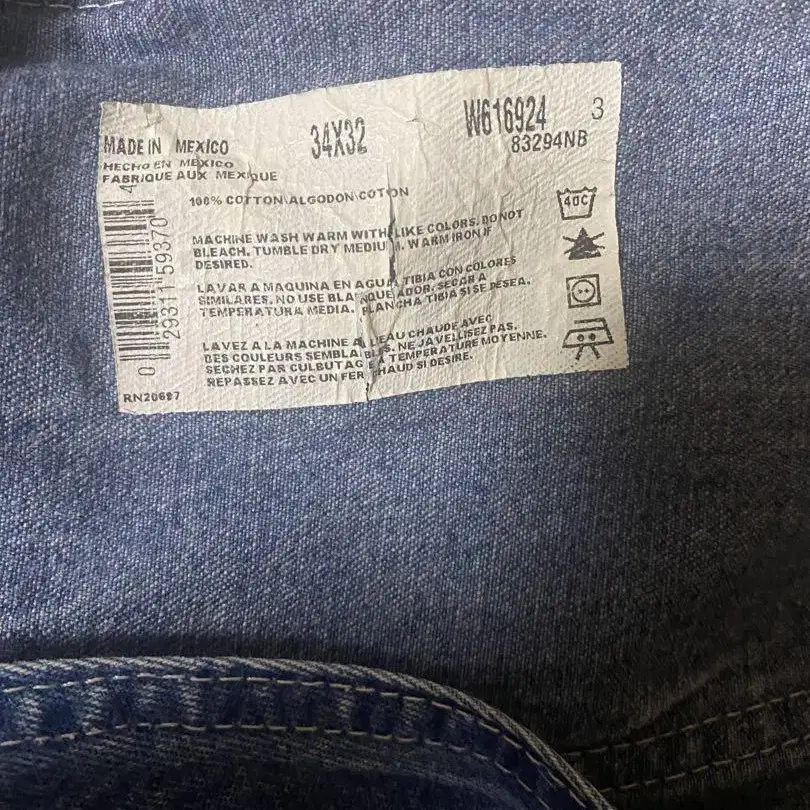 MADE IN MEXICO
HECHO EN MEXICO
FABRIQUE AUX MEXIQUE
34X32
W616924 3
83294NB
100% COTTON\ALGODON\COTON
MACHINE WASH WARM WITH LIKE COLORS. DO NOT
BLEACH. TUMBLE DRY MEDIUM. WARM IRON IF
DESIRED.
LAVAR A MAQUINA EN AGUA TIBIA CON COLORES
SIMILARES. NO USE BLANQUEADOR. SECAR A
TEMPERATURA MEDIA. PLANCHA TIBIA SI SE DESEA.
LAVEZ A LA MACHINE A L'EAU CHAUDE AVEC
DES COULEURS SEMBLABLES. NE JAVELLISEZ PAS.
SECHEZ PAR CULBUTAGE A TEMPERATURE MOYENNE.
REPASSEZ AVEC UN FER CHAUD SI DESIRE.
40C
0 29311 59370 4
RN20697